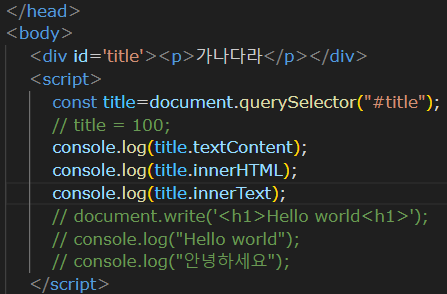 </head>
<body>
<div id='title'><p>가나다라</p></div>
<script>
const title=document.querySelector("#title");
// title = 100;
console.log(title.textContent);
console.log(title.innerHTML);
console.log(title.innerText);
// document.write('<h1>Hello world<h1>');
// console.log("Hello world");
// console.log("안녕하세요");
</script>